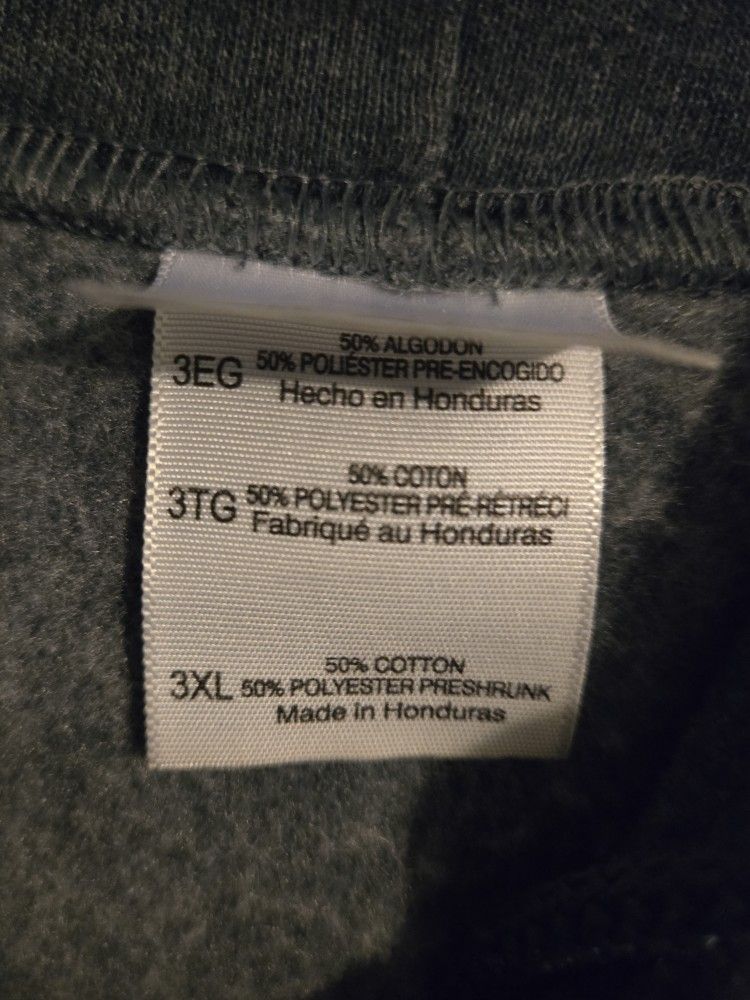 50% ALGODON
3EG 50% POLIÉSTER PRE-ENCOGIDO
Hecho en Honduras
50% COTON
3TG 50% POLYESTER PRÉ-RÉTRÉCI
Fabriqué au Honduras
50% COTTON
3XL 50% POLYESTER PRESHRUNK
Made in Honduras